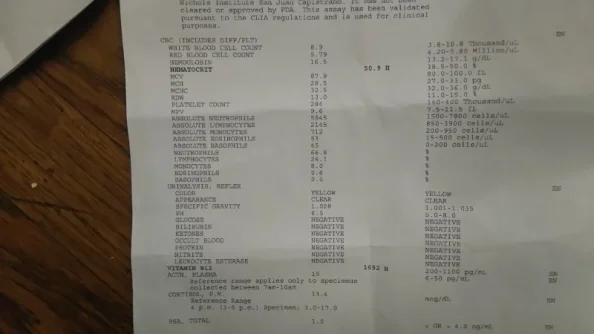 Nichols Institute San Juan Capistrano. It has not been
cleared or approved by FDA. This assay has been validated
pursuant to the CLIA regulations and is used for clinical
purposes.
EN
CBC (INCLUDES DIFF/PLT)
WHITE BLOOD CELL COUNT 8.9 3.8-10.8 Thousand/uL
RED BLOOD CELL COUNT 5.79 4.20-5.80 Million/uL
HEMOGLOBIN 16.5 13.2-17.1 g/dL
HEMATOCRIT 50.9 H 38.5-50.0 %
MCV 87.9 80.0-100.0 fL
MCH 28.5 27.0-33.0 pg
MCHC 32.5 32.0-36.0 g/dL
RDW 13.0 11.0-15.0 %
PLATELET COUNT 140-400 Thousand/uL
MPV 9.6 7.5-11.5 fL
ABSOLUTE NEUTROPHILS 5945 1500-7800 cells/uL
ABSOLUTE LYMPHOCYTES 2145 850-3900 cells/uL
ABSOLUTE MONOCYTES 712 200-950 cells/uL
ABSOLUTE EOSINOPHILS 53 15-500 cells/uL
ABSOLUTE BASOPHILS 45 0-200 cells/uL
NEUTROPHILS 66.8 %
LYMPHOCYTES 24.1 %
MONOCYTES 8.0 %
EOSINOPHILS 0.6 %
BASOPHILS 0.5 %
URINALYSIS, REFLEX EN
COLOR YELLOW YELLOW
APPEARANCE CLEAR CLEAR
SPECIFIC GRAVITY 1.028 1.001-1.035
PH 6.5 5.0-8.0
GLUCOSE NEGATIVE NEGATIVE
BILIRUBIN NEGATIVE NEGATIVE
KETONES NEGATIVE NEGATIVE
OCCULT BLOOD NEGATIVE NEGATIVE
PROTEIN NEGATIVE NEGATIVE
NITRITE NEGATIVE NEGATIVE
LEUKOCYTE ESTERASE NEGATIVE NEGATIVE
VITAMIN B12 1692 H 200-1100 pg/mL EN
ACTH, PLASMA 15 6-50 pg/mL EN
Reference range applies only to specimens
collected between 7am-10am
CORTISOL, P.M. 13.4 mcg/dL EN
Reference Range
4 p.m. (3-5 p.m.) Specimen: 3.0-17.0
PSA, TOTAL < OR = 4.0 ng/mL EN